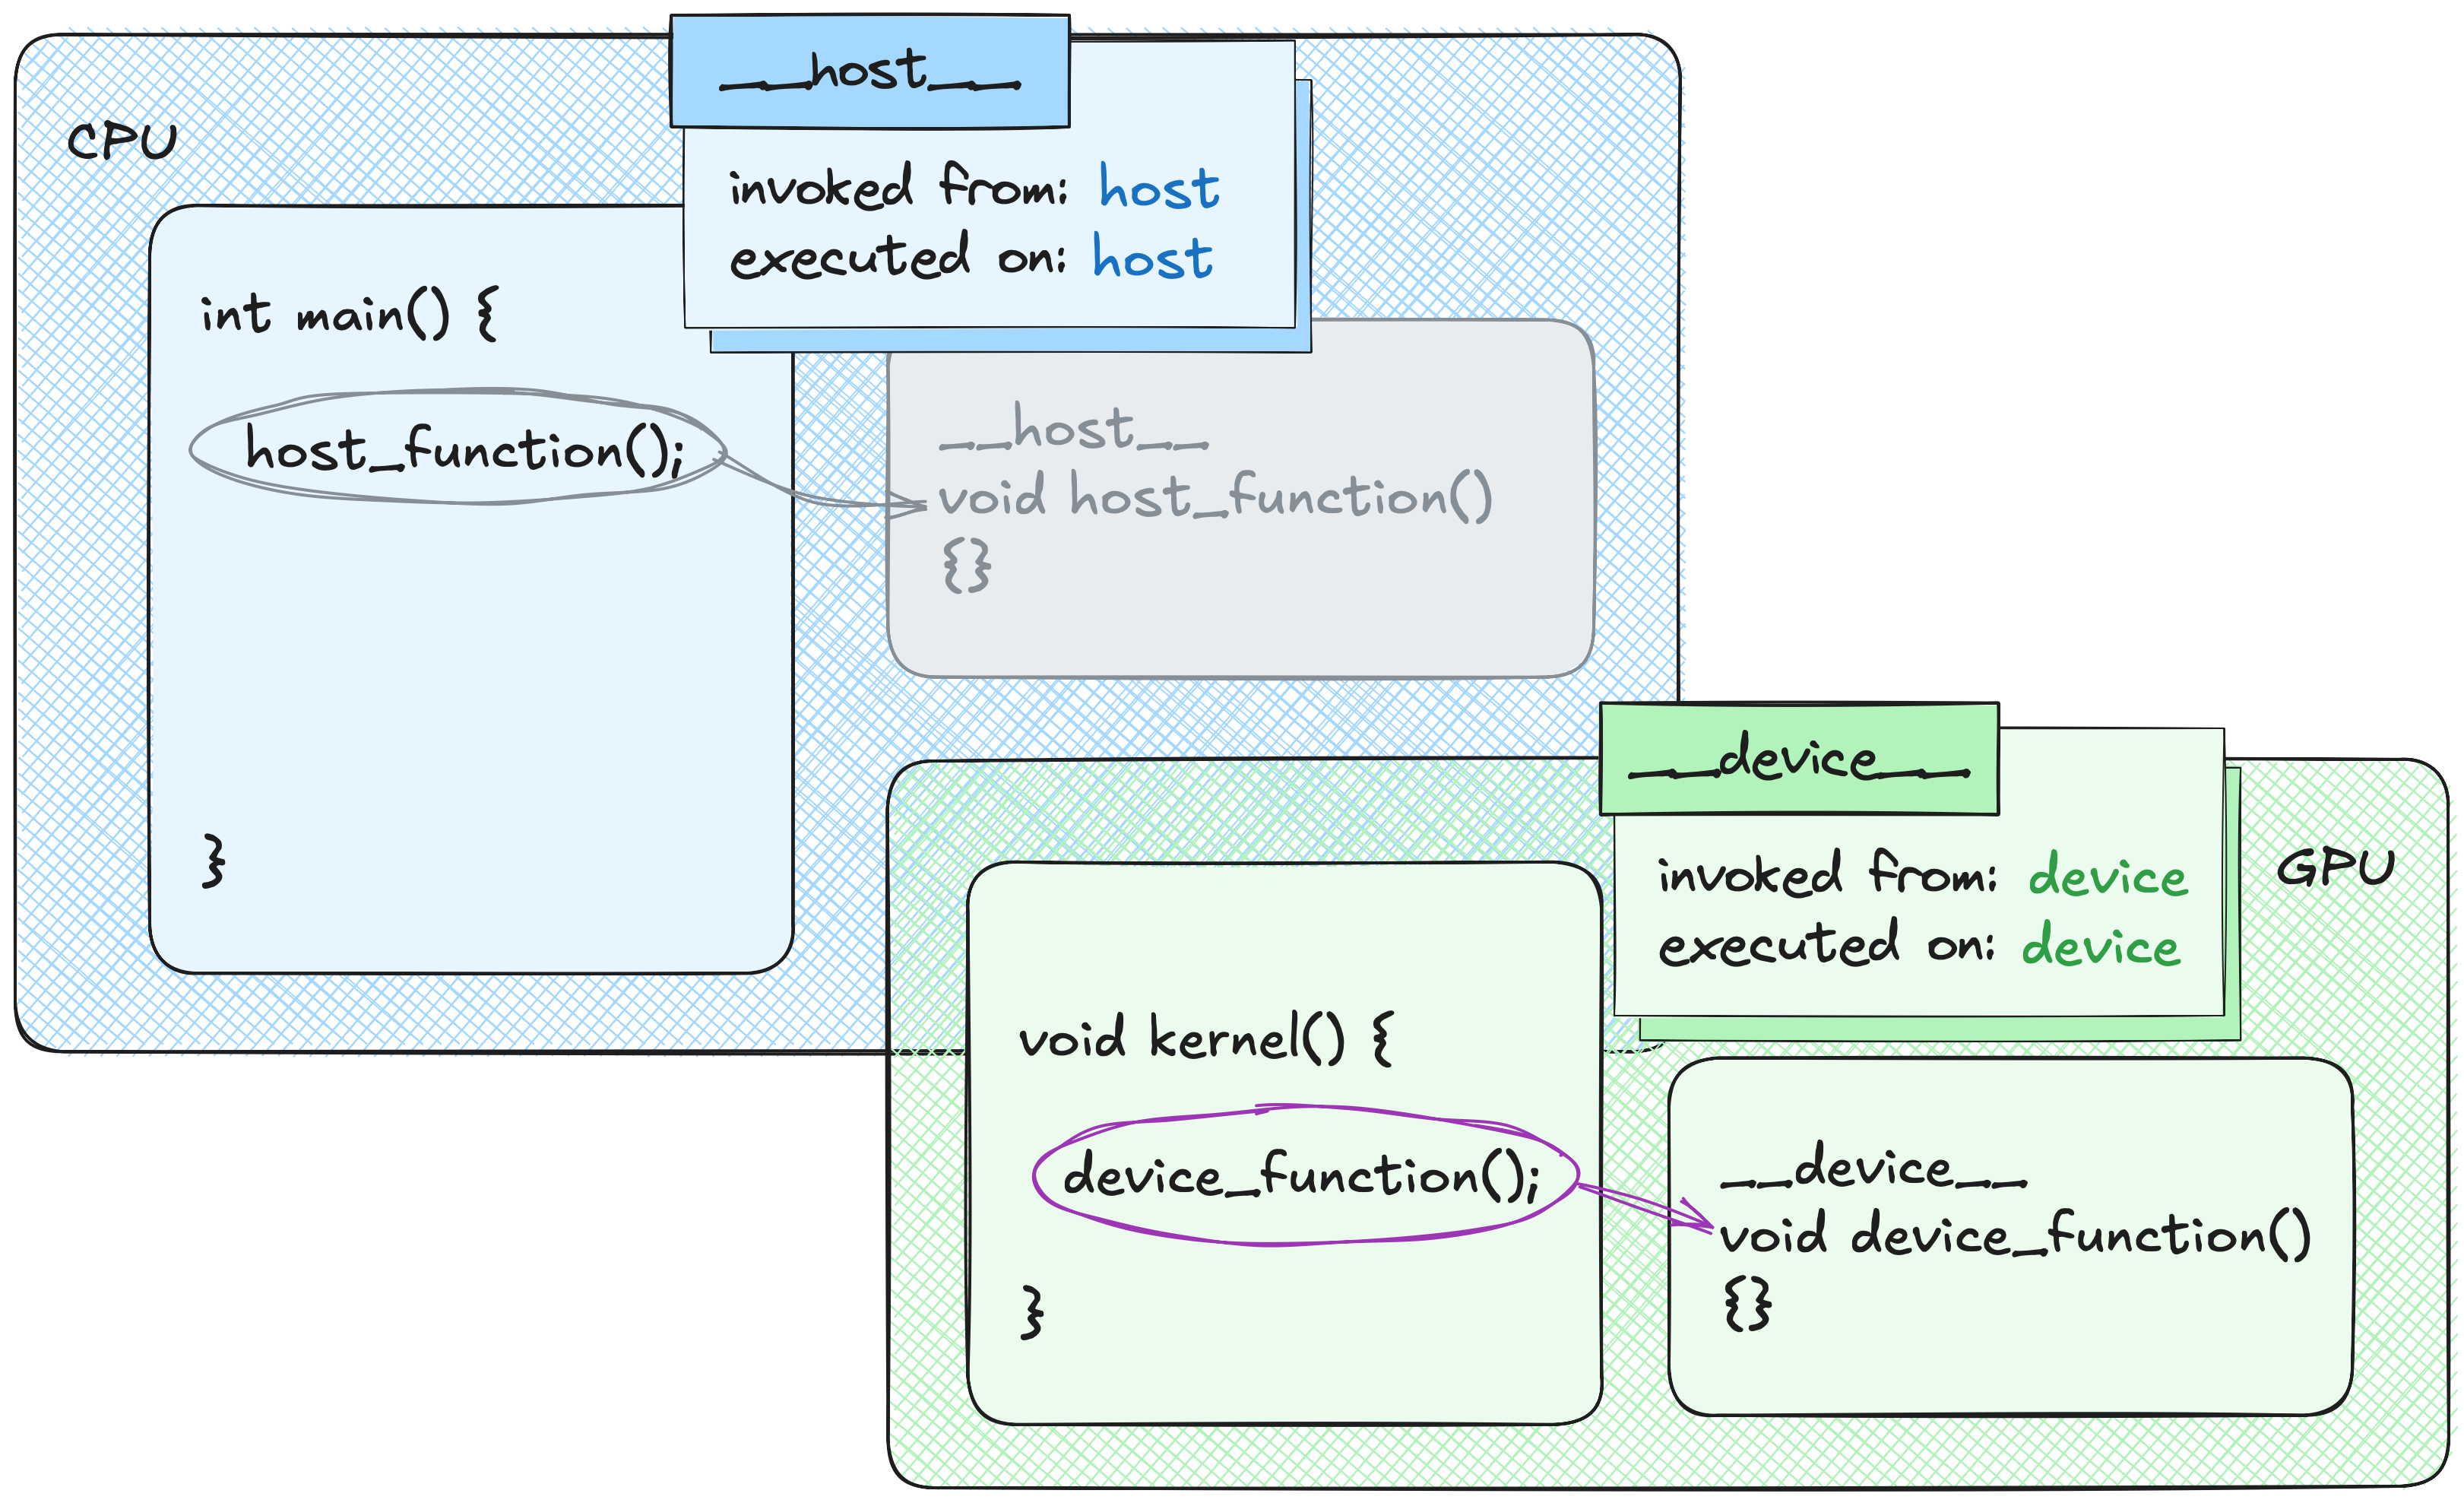 __host__
CPU
invoked from: host
executed on: host
int main() {
host_function();
}
__host__
void host_function()
{}
__device__
GPU
invoked from: device
executed on: device
void kernel() {
device_function();
}
__device__
void device_function()
{}